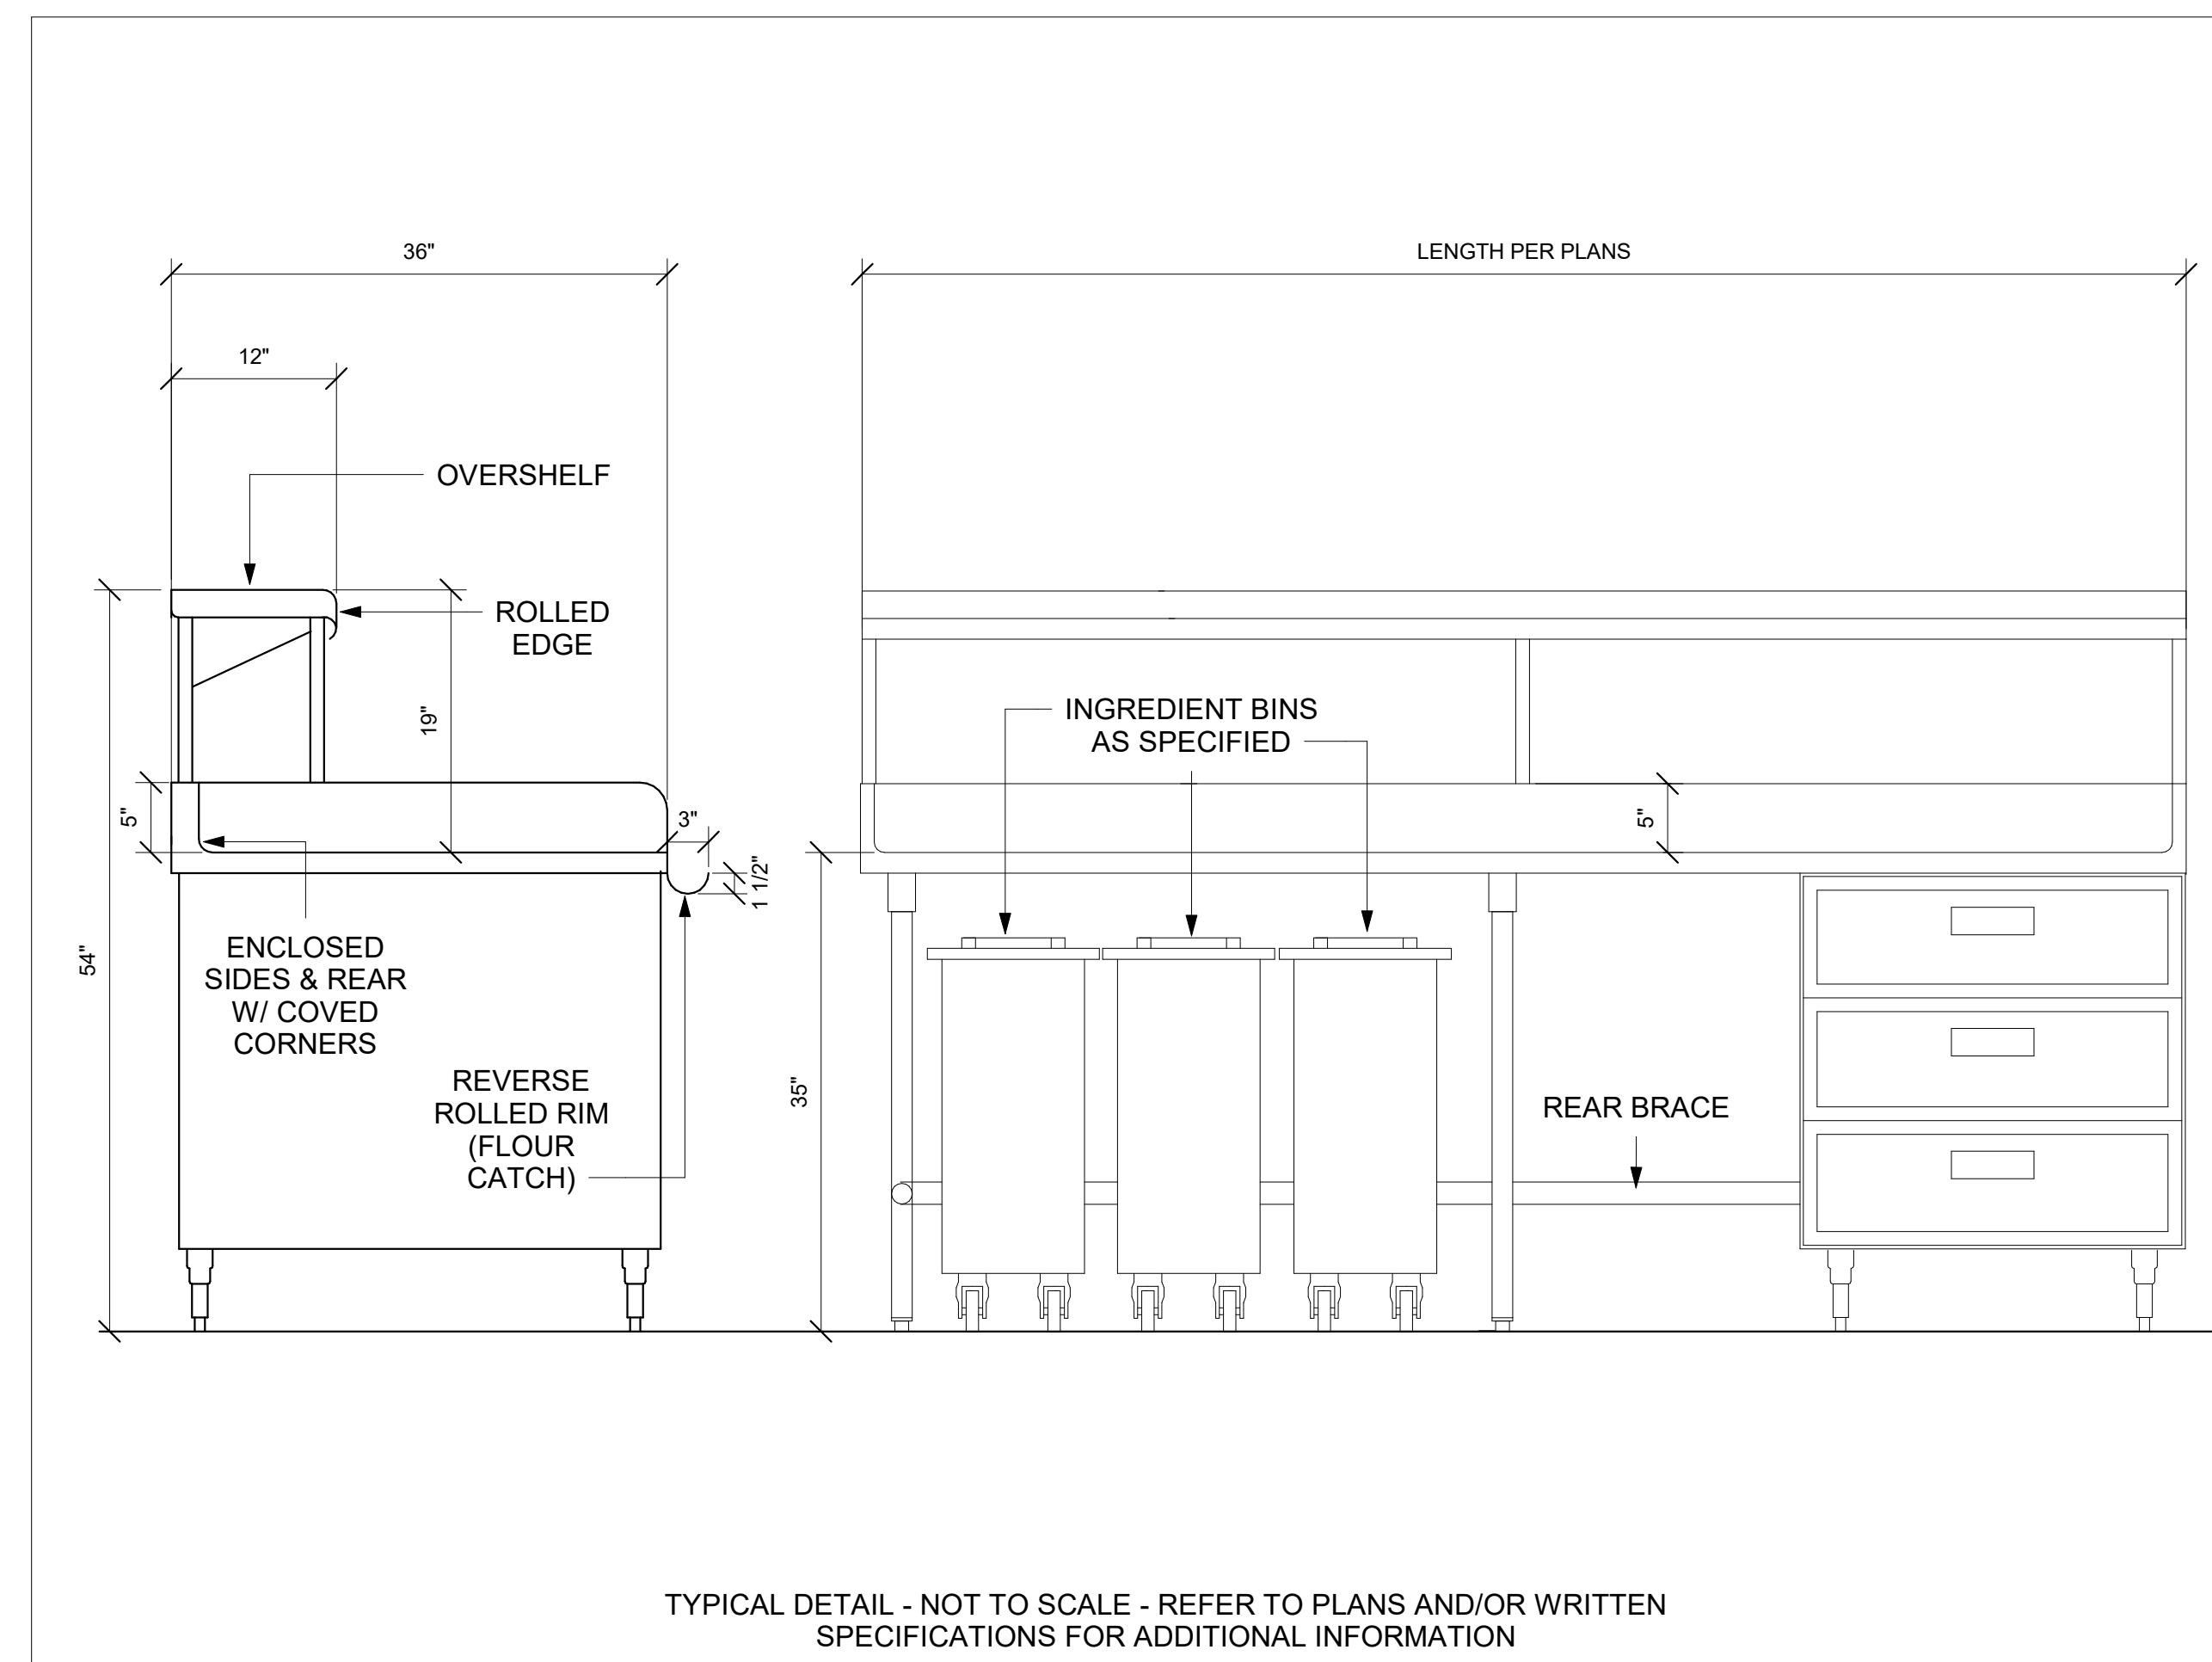 36"
LENGTH PER PLANS
12"
OVERSHELF
ROLLED
EDGE
19"
INGREDIENT BINS
AS SPECIFIED
5"
3"
5"
1 1/2"
54"
ENCLOSED
SIDES & REAR
W/ COVED
CORNERS
REVERSE
ROLLED RIM
(FLOUR
CATCH)
35"
REAR BRACE
TYPICAL DETAIL - NOT TO SCALE - REFER TO PLANS AND/OR WRITTEN
SPECIFICATIONS FOR ADDITIONAL INFORMATION